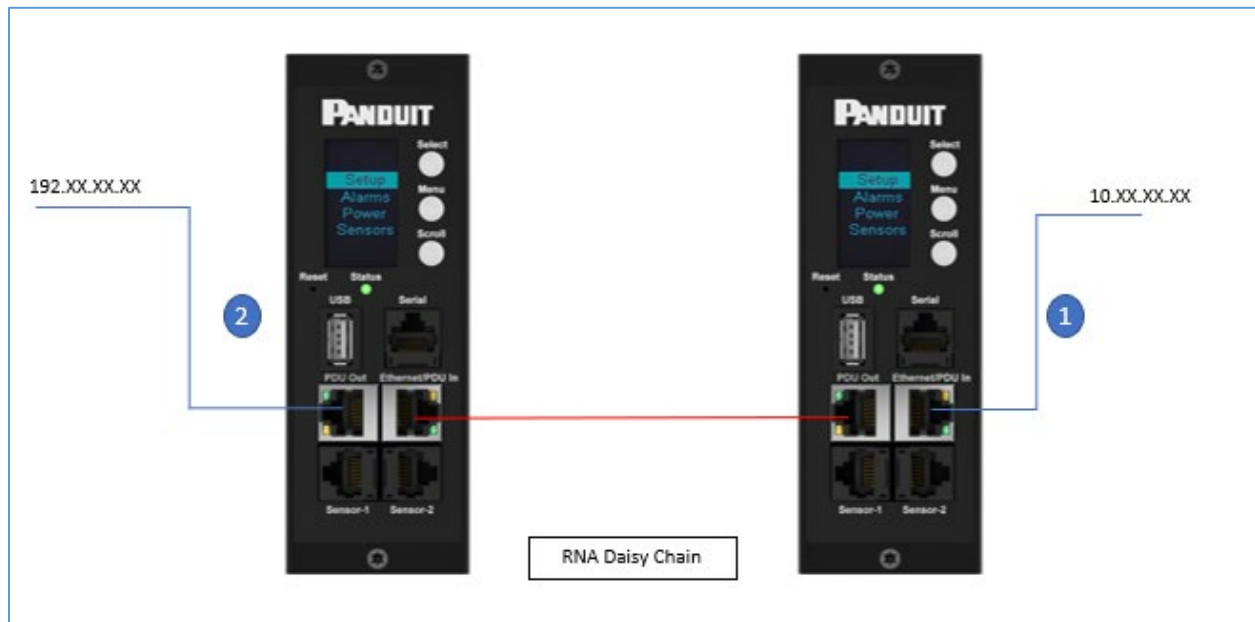 PANDUIT
Select
Setup
Alarms
Power
Sensors
Menu
Scroll
Reset
Status
USB
Serial
PDU Out
Ethernet/PDU In
Sensor-1
Sensor-2
192.XX.XX.XX
2
PANDUIT
Select
Setup
Alarms
Power
Sensors
Menu
Scroll
Reset
Status
USB
Serial
PDU Out
Ethernet/PDU In
Sensor-1
Sensor-2
10.XX.XX.XX
1
RNA Daisy Chain